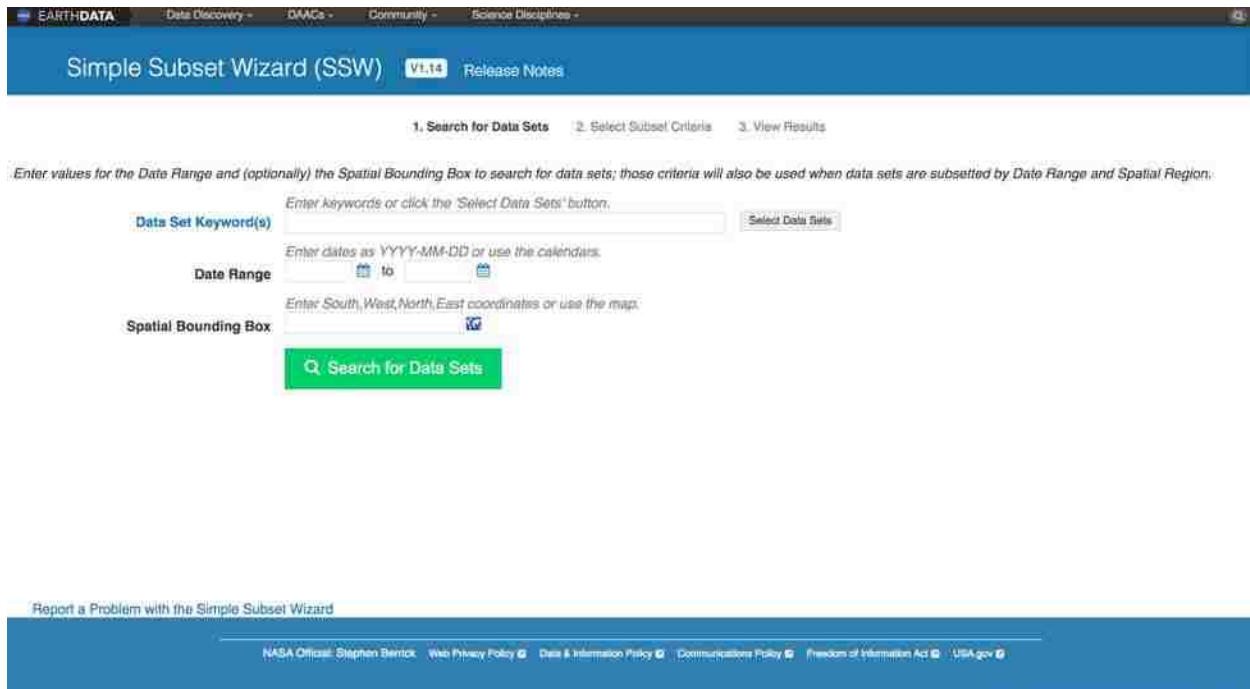 EARTHDATA Data Discovery DAACs Community Science Disciplines
Simple Subset Wizard (SSW) V1.14 Release Notes
1. Search for Data Sets 2. Select Subset Criteria 3. View Results
Enter values for the Date Range and (optionally) the Spatial Bounding Box to search for data sets; those criteria will also be used when data sets are subsetted by Date Range and Spatial Region.
Enter keywords or click the 'Select Data Sets' button.
Data Set Keyword(s) Select Data Sets
Enter dates as YYYY-MM-DD or use the calendars.
Date Range to
Enter South,West,North,East coordinates or use the map.
Spatial Bounding Box
Search for Data Sets
Report a Problem with the Simple Subset Wizard
NASA Official: Stephen Berrick Web Privacy Policy Data & Information Policy Communications Policy Freedom of Information Act USA.gov